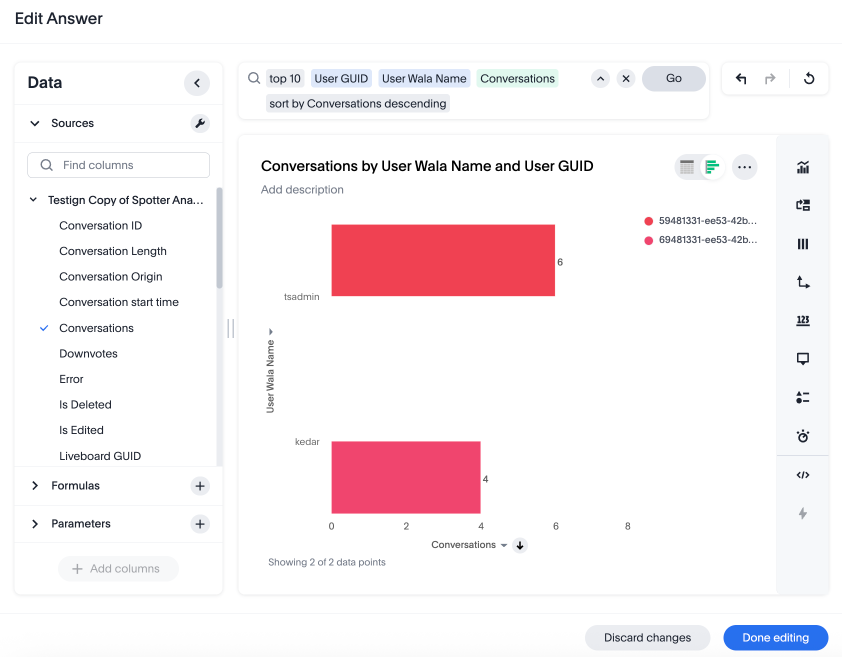 Edit Answer
Data
Sources
Find columns
Testign Copy of Spotter Ana...
Conversation ID
Conversation Length
Conversation Origin
Conversation start time
Conversations
Downvotes
Error
Is Deleted
Is Edited
Liveboard GUID
Formulas
Parameters
Add columns
top 10 User GUID User Wala Name Conversations
sort by Conversations descending
Go
Conversations by User Wala Name and User GUID
Add description
59481331-ee53-42b...
69481331-ee53-42b...
6
tsadmin
User Wala Name
kedar
4
0 2 4 6 8
Conversations
Showing 2 of 2 data points
123
Discard changes
Done editing